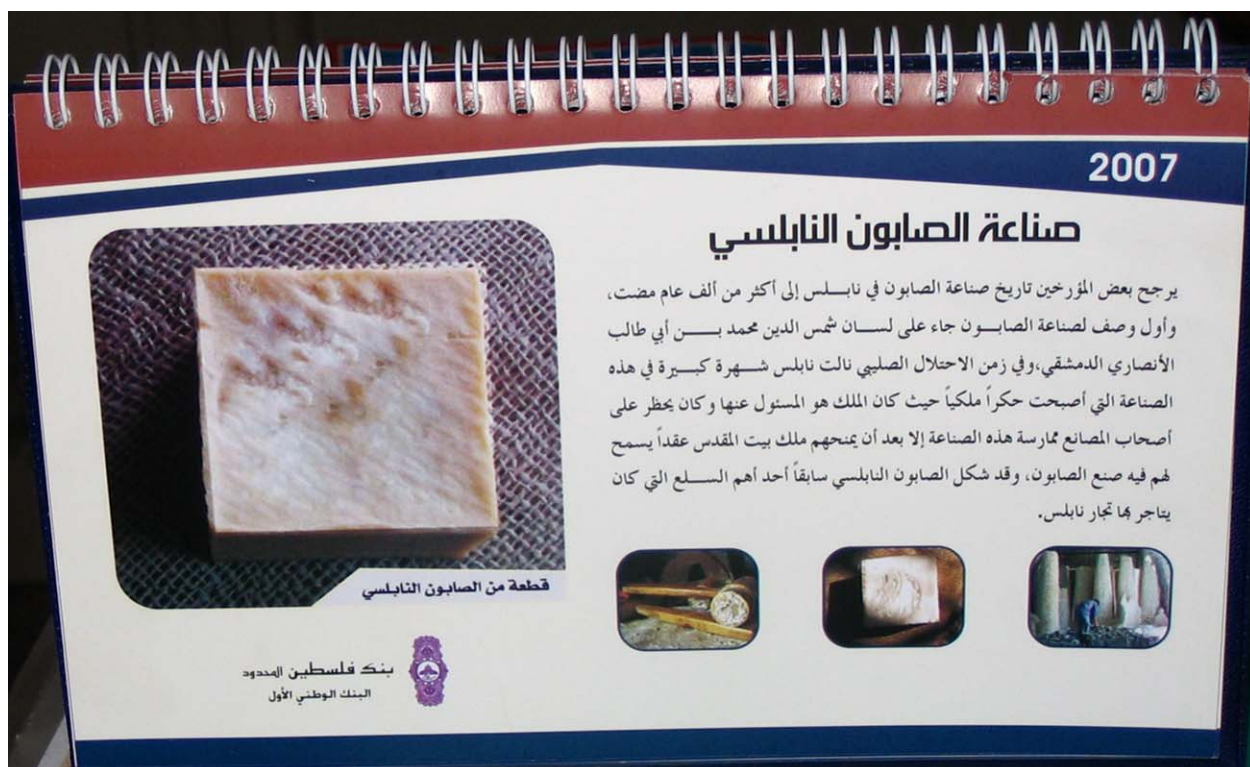 2007
صناعة الصابون النابلسي
يرجح بعض المؤرخين تاريخ صناعة الصابون في نابلس إلى أكثر من ألف عام مضت،
وأول وصف لصناعة الصابون جاء على لسان شمس الدين محمد بن أبي طالب
الأنصاري الدمشقي،وفي زمن الاحتلال الصليبي نالت نابلس شهرة كبيرة في هذه
الصناعة التي أصبحت حكراً ملكياً حيث كان الملك هو المسئول عنها وكان يحظر على
أصحاب المصانع ممارسة هذه الصناعة إلا بعد أن يمنحهم ملك بيت المقدس عقداً يسمح
لهم فيه صنع الصابون، وقد شكل الصابون النابلسي سابقاً أحد أهم السلع التي كان
يتاجر بها تجار نابلس.
قطعة من الصابون النابلسي
بنك فلسطين المحدود
البنك الوطني الأول